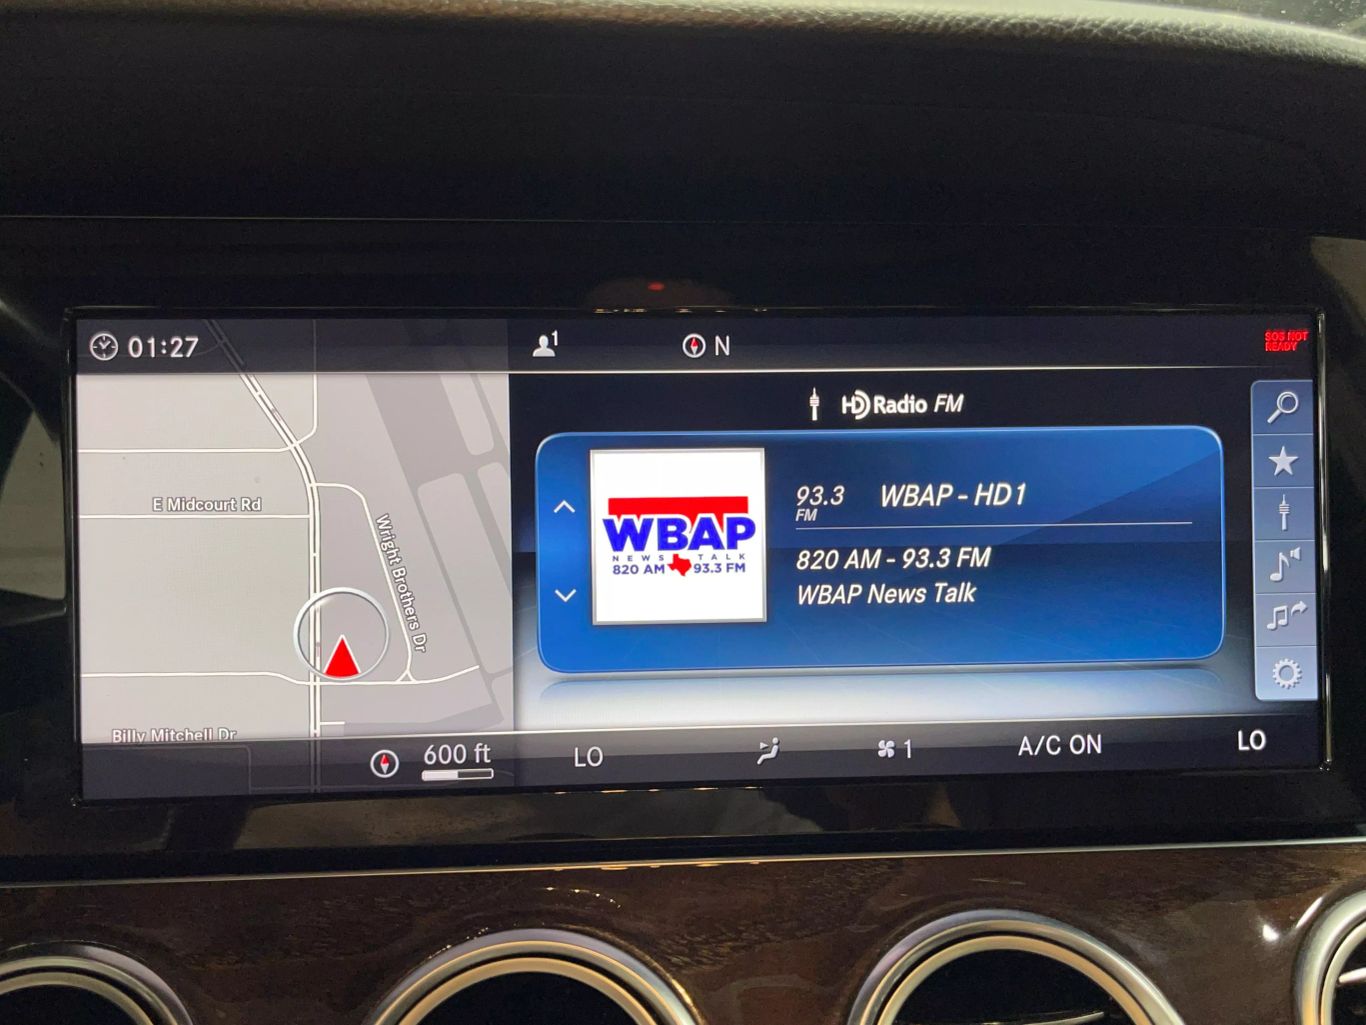 01:27
1
N
SOS NOT
READY
HD Radio FM
E Midcourt Rd
Wright Brothers Dr
Billy Mitchell Dr
600 ft
WBAP
NEWS TALK
820 AM 93.3 FM
93.3
FM
WBAP - HD1
820 AM - 93.3 FM
WBAP News Talk
LO
1
A/C ON
LO